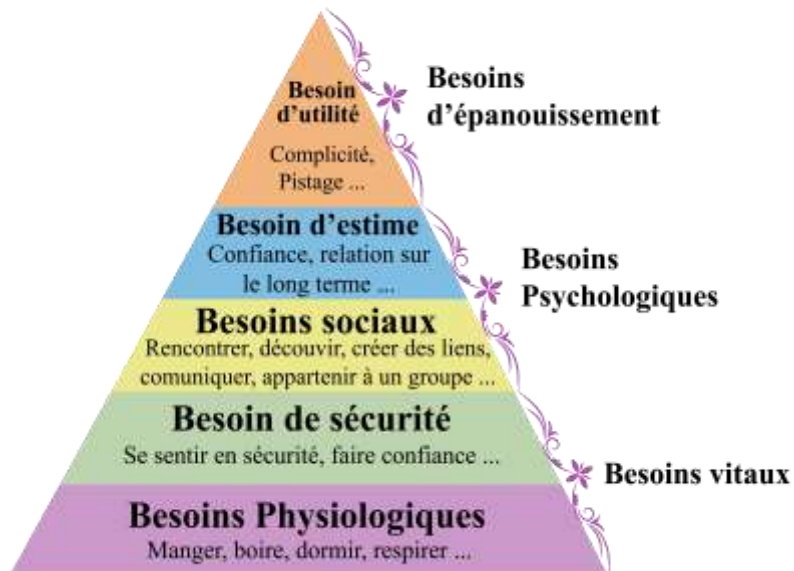 Besoin
d'utilité
Complicité,
Pistage ...
Besoins
d'épanouissement
Besoin d'estime
Confiance, relation sur
le long terme ...
Besoins
Psychologiques
Besoins sociaux
Rencontrer, découvir, créer des liens,
comuniquer, appartenir à un groupe ...
Besoin de sécurité
Se sentir en sécurité, faire confiance ...
Besoins vitaux
Besoins Physiologiques
Manger, boire, dormir, respirer ...